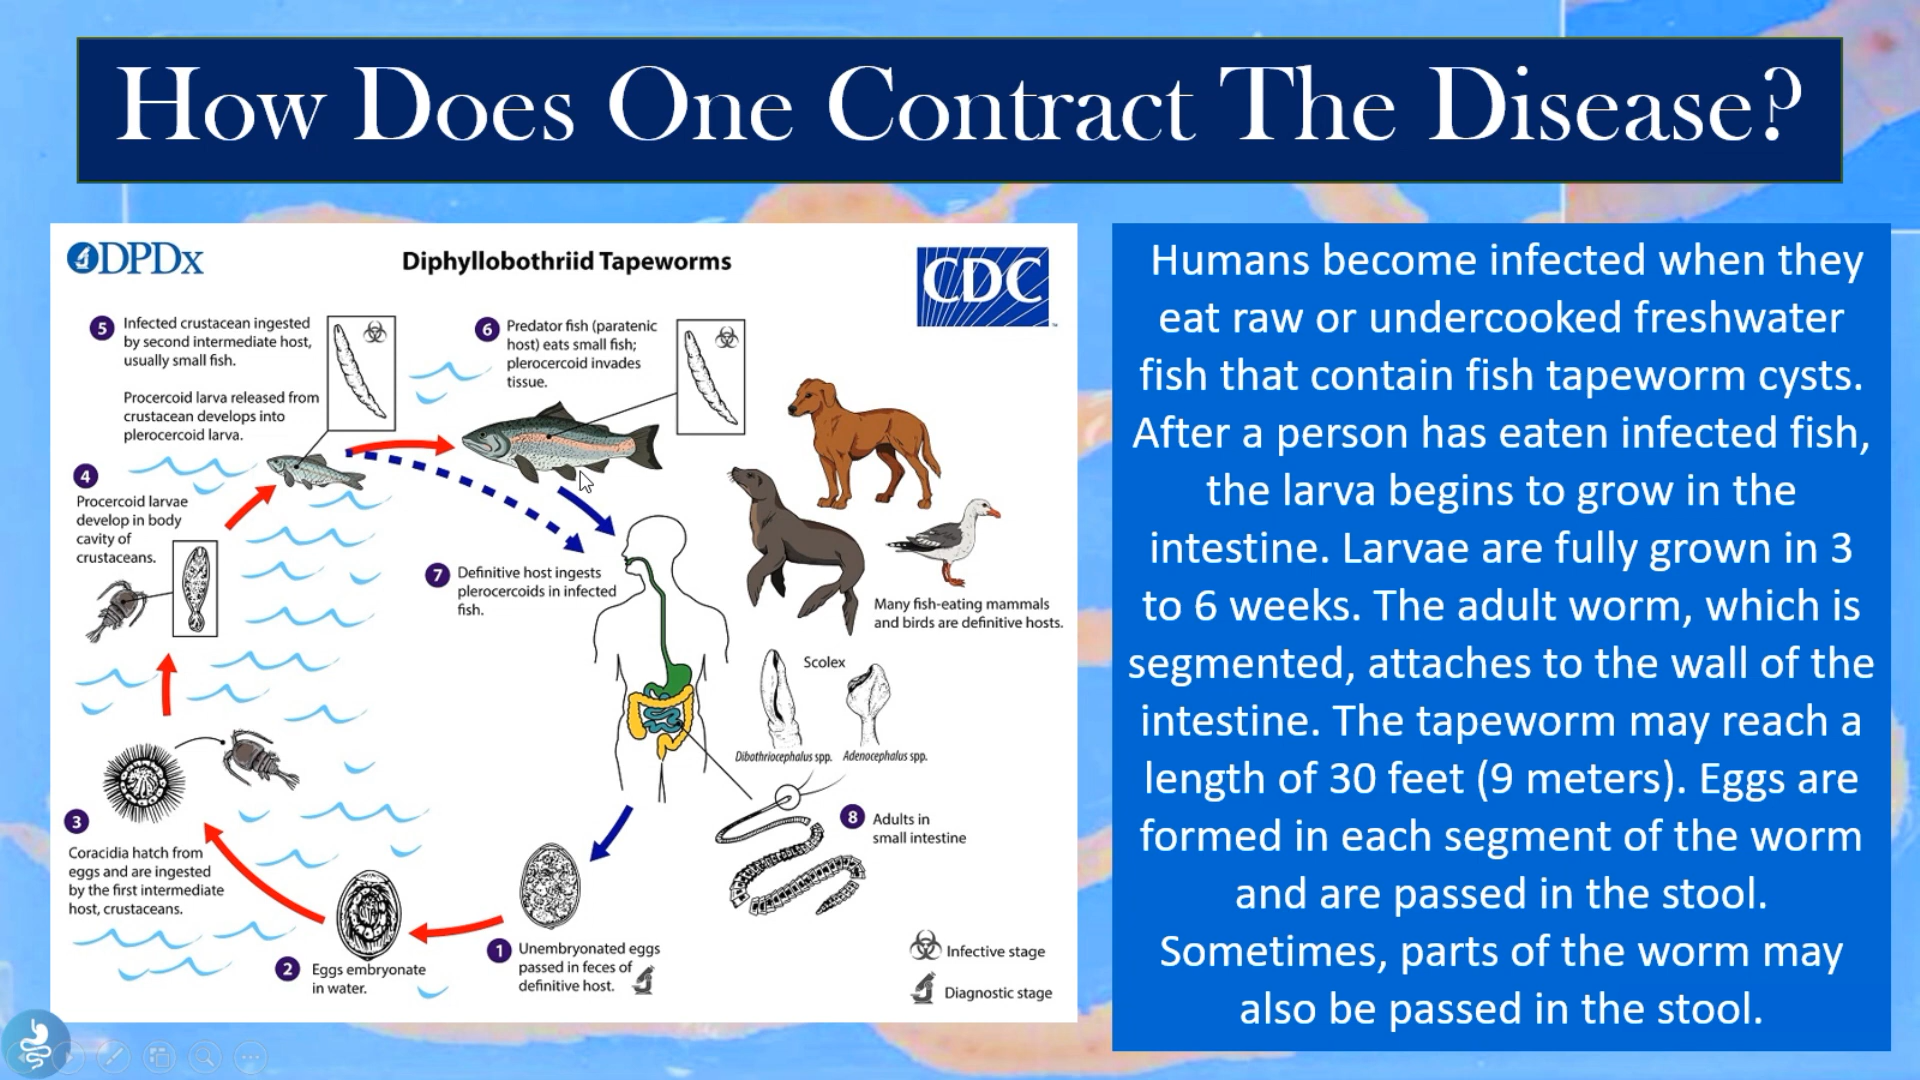 How Does One Contract The Disease?
DPDx
Diphyllobothriid Tapeworms
CDC
5
Infected crustacean ingested
by second intermediate host,
usually small fish.
Procercoid larva released from
crustacean develops into
plerocercoid larva.
6
Predator fish (paratenic
host) eats small fish;
plerocercoid invades
tissue.
4
Procercoid larvae
develop in body
cavity of
crustaceans.
7
Definitive host ingests
plerocercoids in infected
fish.
Many fish-eating mammals
and birds are definitive hosts.
Scolex
Dibothriocephalus spp.
Adenocephalus spp.
8
Adults in
small intestine
3
Coracidia hatch from
eggs and are ingested
by the first intermediate
host, crustaceans.
2
Eggs embryonate
in water.
1
Unembryonated eggs
passed in feces of
definitive host.
Infective stage
Diagnostic stage
Humans become infected when they
eat raw or undercooked freshwater
fish that contain fish tapeworm cysts.
After a person has eaten infected fish,
the larva begins to grow in the
intestine. Larvae are fully grown in 3
to 6 weeks. The adult worm, which is
segmented, attaches to the wall of the
intestine. The tapeworm may reach a
length of 30 feet (9 meters). Eggs are
formed in each segment of the worm
and are passed in the stool.
Sometimes, parts of the worm may
also be passed in the stool.